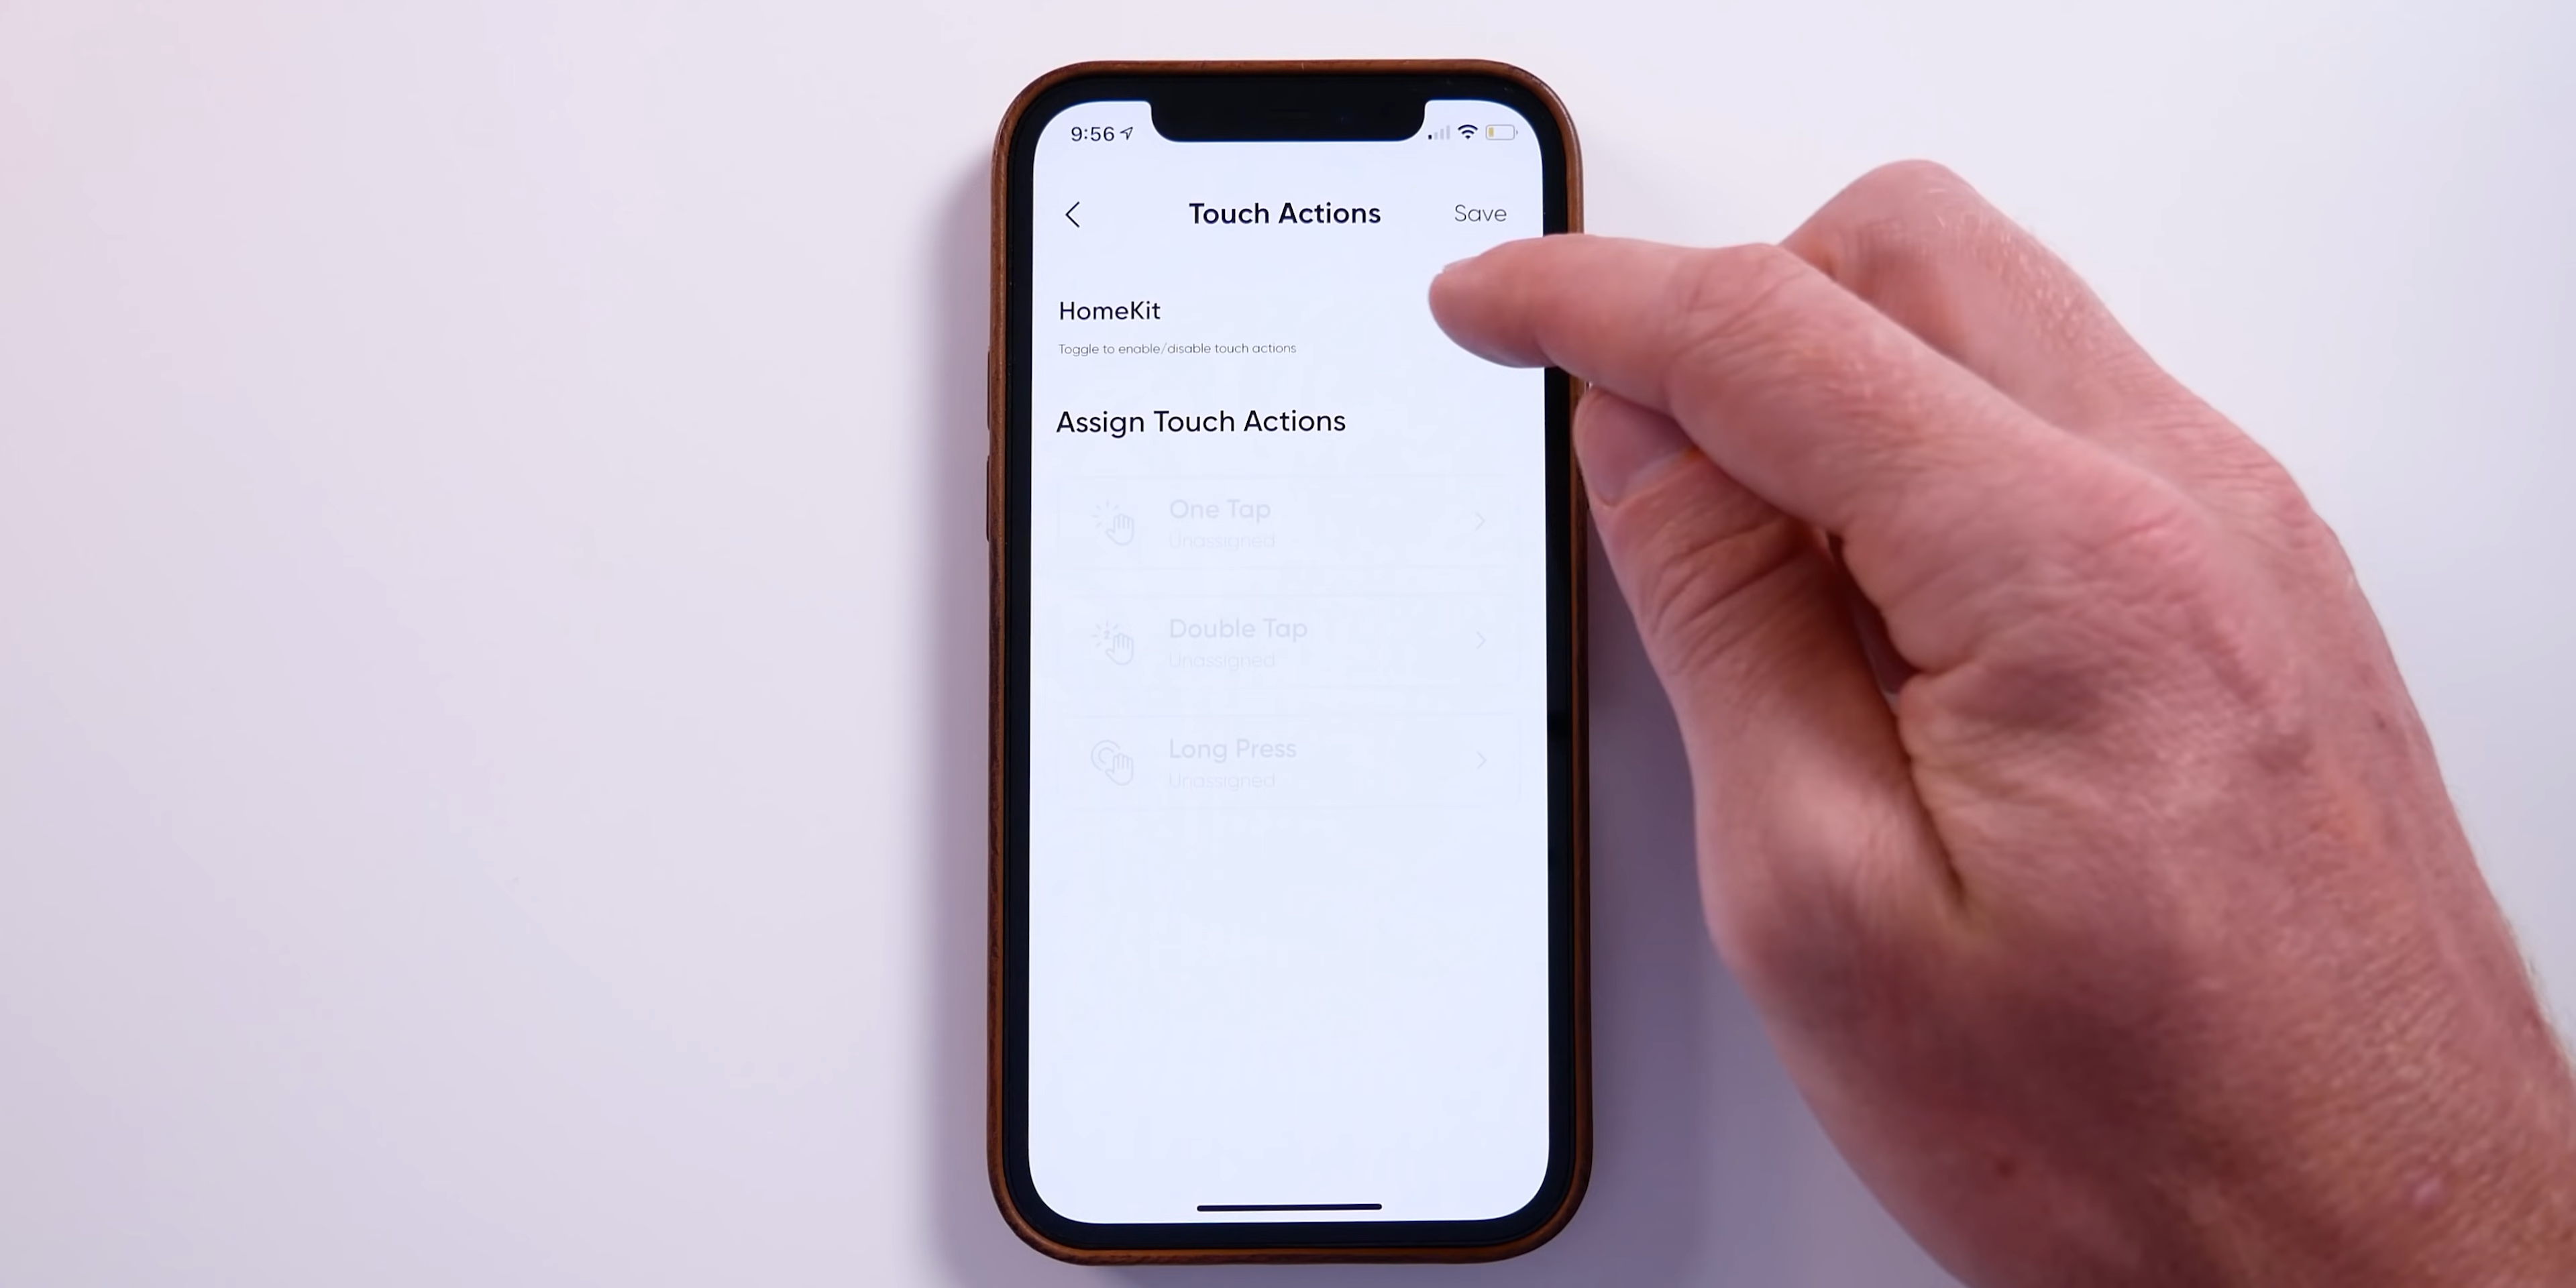 9:56
Touch Actions
Save
HomeKit
Toggle to enable/disable touch actions
Assign Touch Actions
One Tap
Unassigned
Double Tap
Unassigned
Long Press
Unassigned